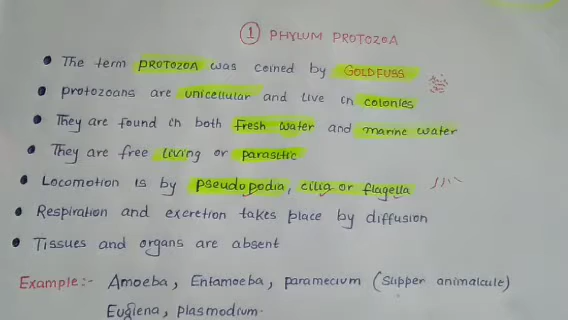 ① PHYLUM PROTOZOA
• The term PROTOZOA was coined by GOLDFUSS
• protozoans are unicellular and live in colonies
• They are found in both fresh water and marine water
• They are free living or parasitic
• Locomotion is by pseudopodia, cilia or flagella
• Respiration and excretion takes place by diffusion
• Tissues and organs are absent
Example:- Amoeba, Entamoeba, paramecium (Slipper animalcule)
Euglena, plasmodium.